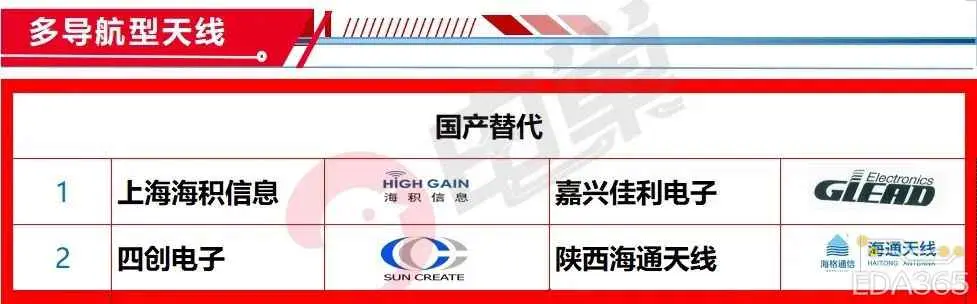 多导航型天线
国产替代
1 上海海积信息 HIGH GAIN 海积信息 嘉兴佳利电子 Electronics GLEAD
2 四创电子 SUN CREATE 陕西海通天线 海格通信 海通天线 HAITONG ANTENNA
电巢
EDA365